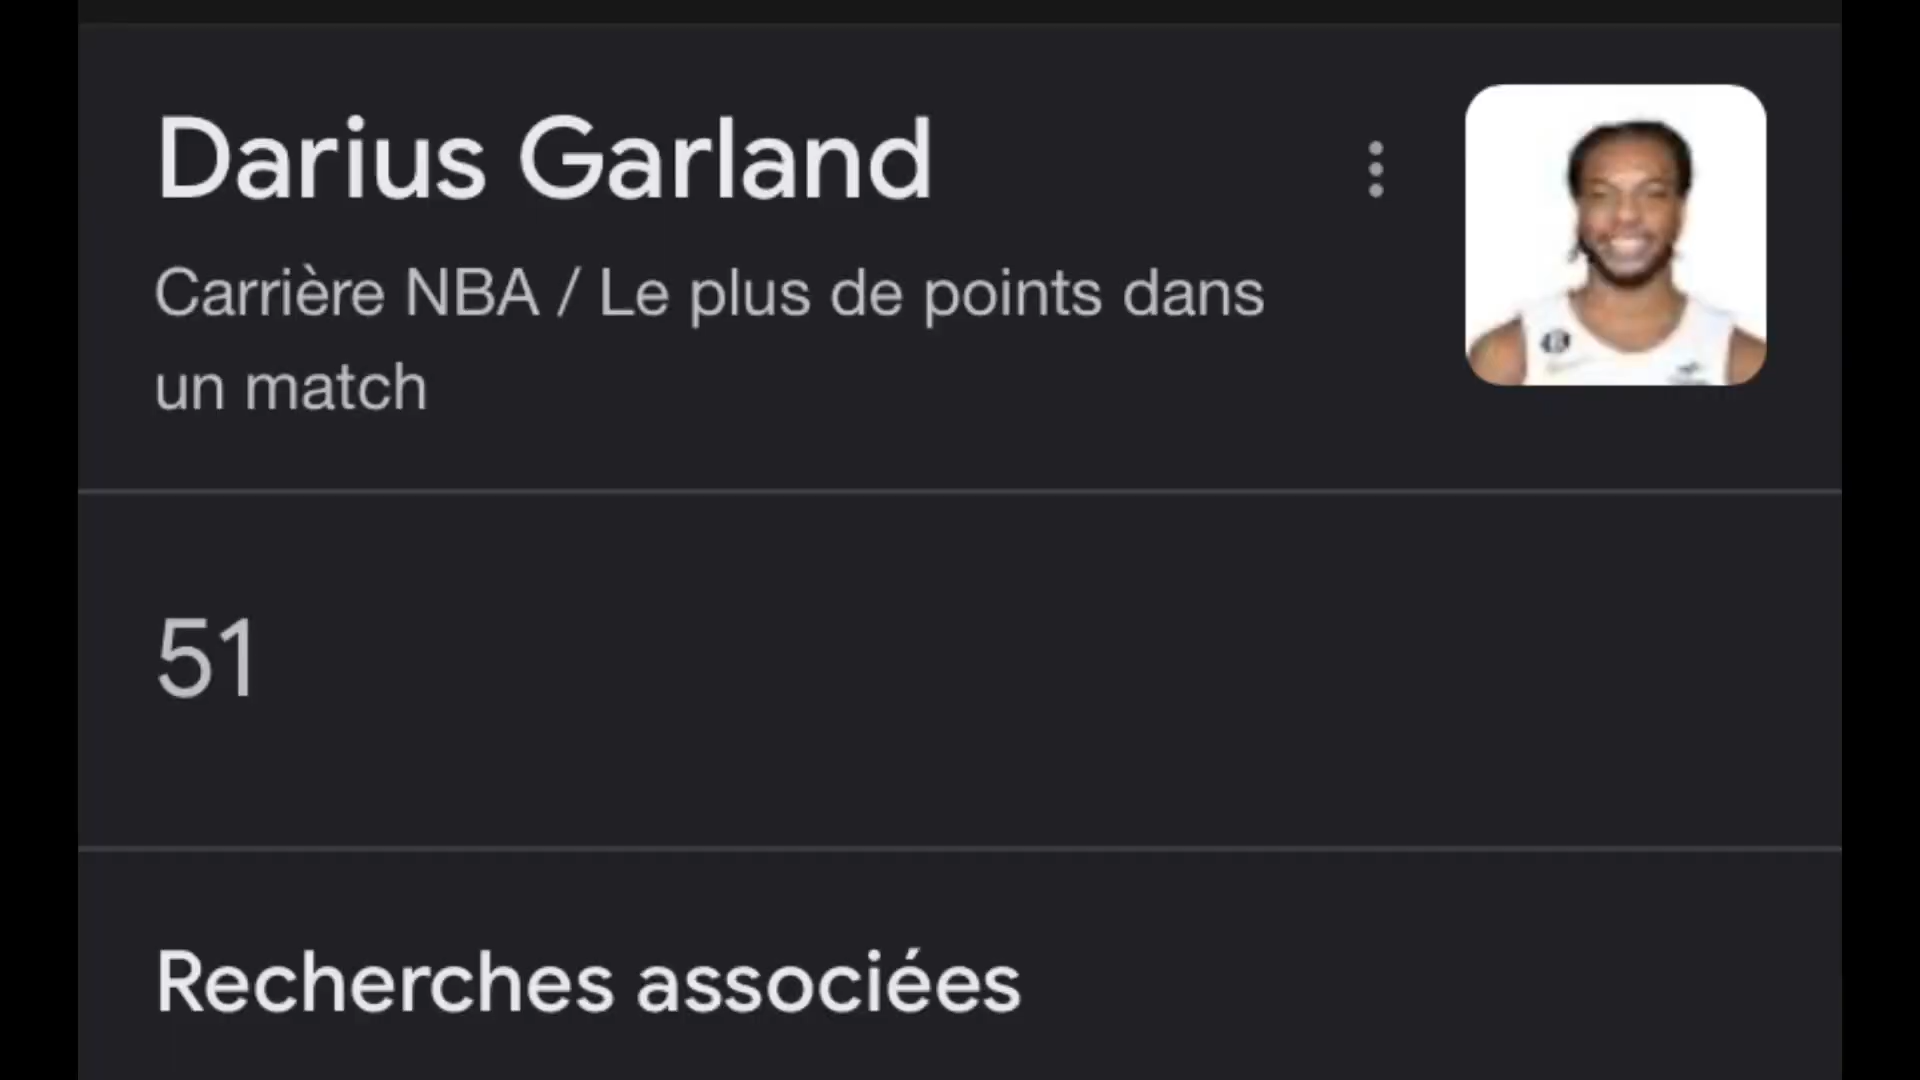 Darius Garland
Carrière NBA / Le plus de points dans
un match
51
Recherches associées